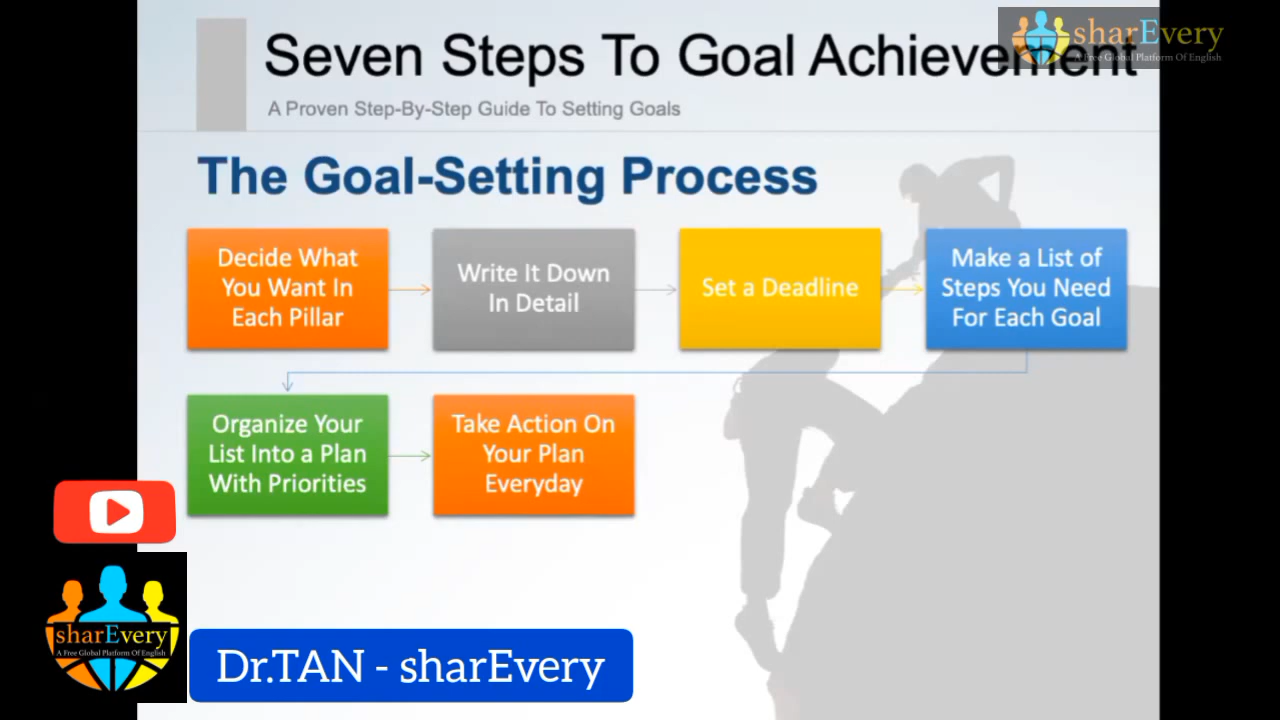 Seven Steps To Goal Achievement
sharEvery
A Free Global Platform Of English
A Proven Step-By-Step Guide To Setting Goals
The Goal-Setting Process
Decide What
You Want In
Each Pillar
Write It Down
In Detail
Set a Deadline
Make a List of
Steps You Need
For Each Goal
Organize Your
List Into a Plan
With Priorities
Take Action On
Your Plan
Everyday
sharEvery
A Free Global Platform Of English
Dr.TAN - sharEvery